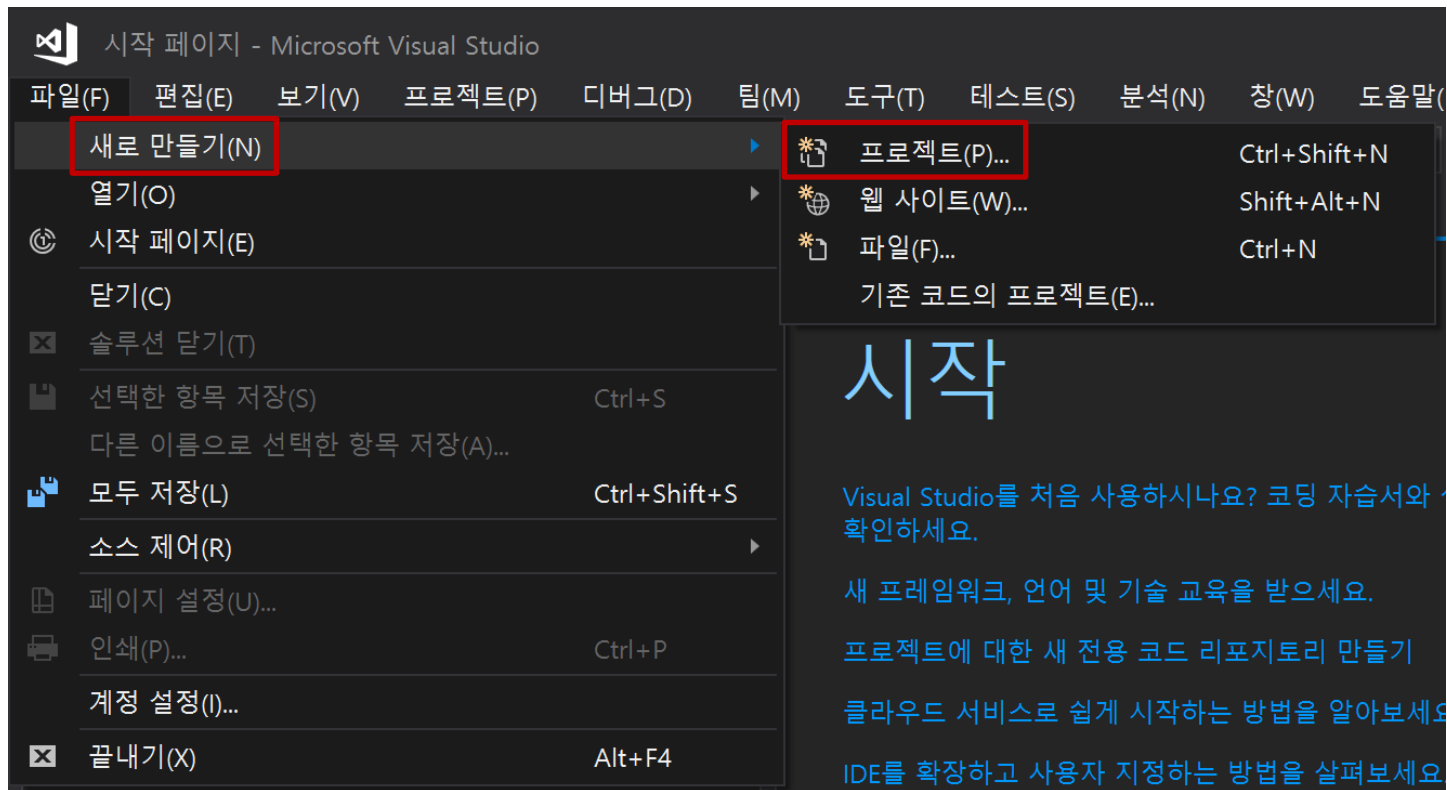 시작 페이지 - Microsoft Visual Studio
파일(F) 편집(E) 보기(V) 프로젝트(P) 디버그(D) 팀(M) 도구(T) 테스트(S) 분석(N) 창(W) 도움말(
새로 만들기(N)
열기(O)
시작 페이지(E)
닫기(C)
솔루션 닫기(T)
선택한 항목 저장(S) Ctrl+S
다른 이름으로 선택한 항목 저장(A)...
모두 저장(L) Ctrl+Shift+S
소스 제어(R)
페이지 설정(U)...
인쇄(P)... Ctrl+P
계정 설정(I)...
끝내기(X) Alt+F4
프로젝트(P)... Ctrl+Shift+N
웹 사이트(W)... Shift+Alt+N
파일(F)... Ctrl+N
기존 코드의 프로젝트(E)...
시작
Visual Studio를 처음 사용하시나요? 코딩 자습서와
확인하세요.
새 프레임워크, 언어 및 기술 교육을 받으세요.
프로젝트에 대한 새 전용 코드 리포지토리 만들기
클라우드 서비스로 쉽게 시작하는 방법을 알아보세요
IDE를 확장하고 사용자 지정하는 방법을 살펴보세요.